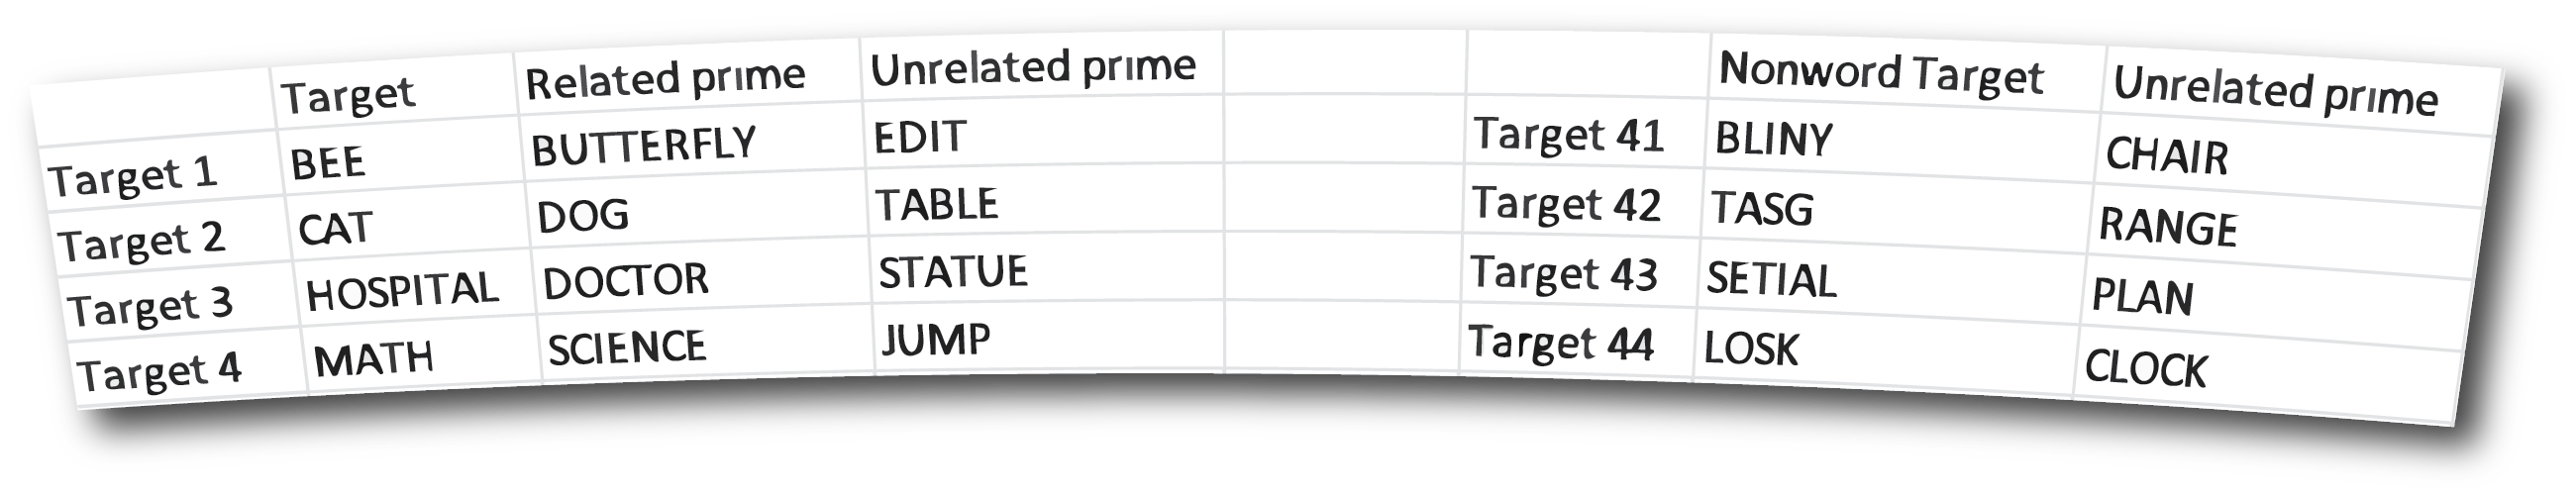 Target Related prime Unrelated prime Nonword Target Unrelated prime
Target 1 BEE BUTTERFLY EDIT Target 41 BLINY CHAIR
Target 2 CAT DOG TABLE Target 42 TASG RANGE
Target 3 HOSPITAL DOCTOR STATUE Target 43 SETIAL PLAN
Target 4 MATH SCIENCE JUMP Target 44 LOSK CLOCK